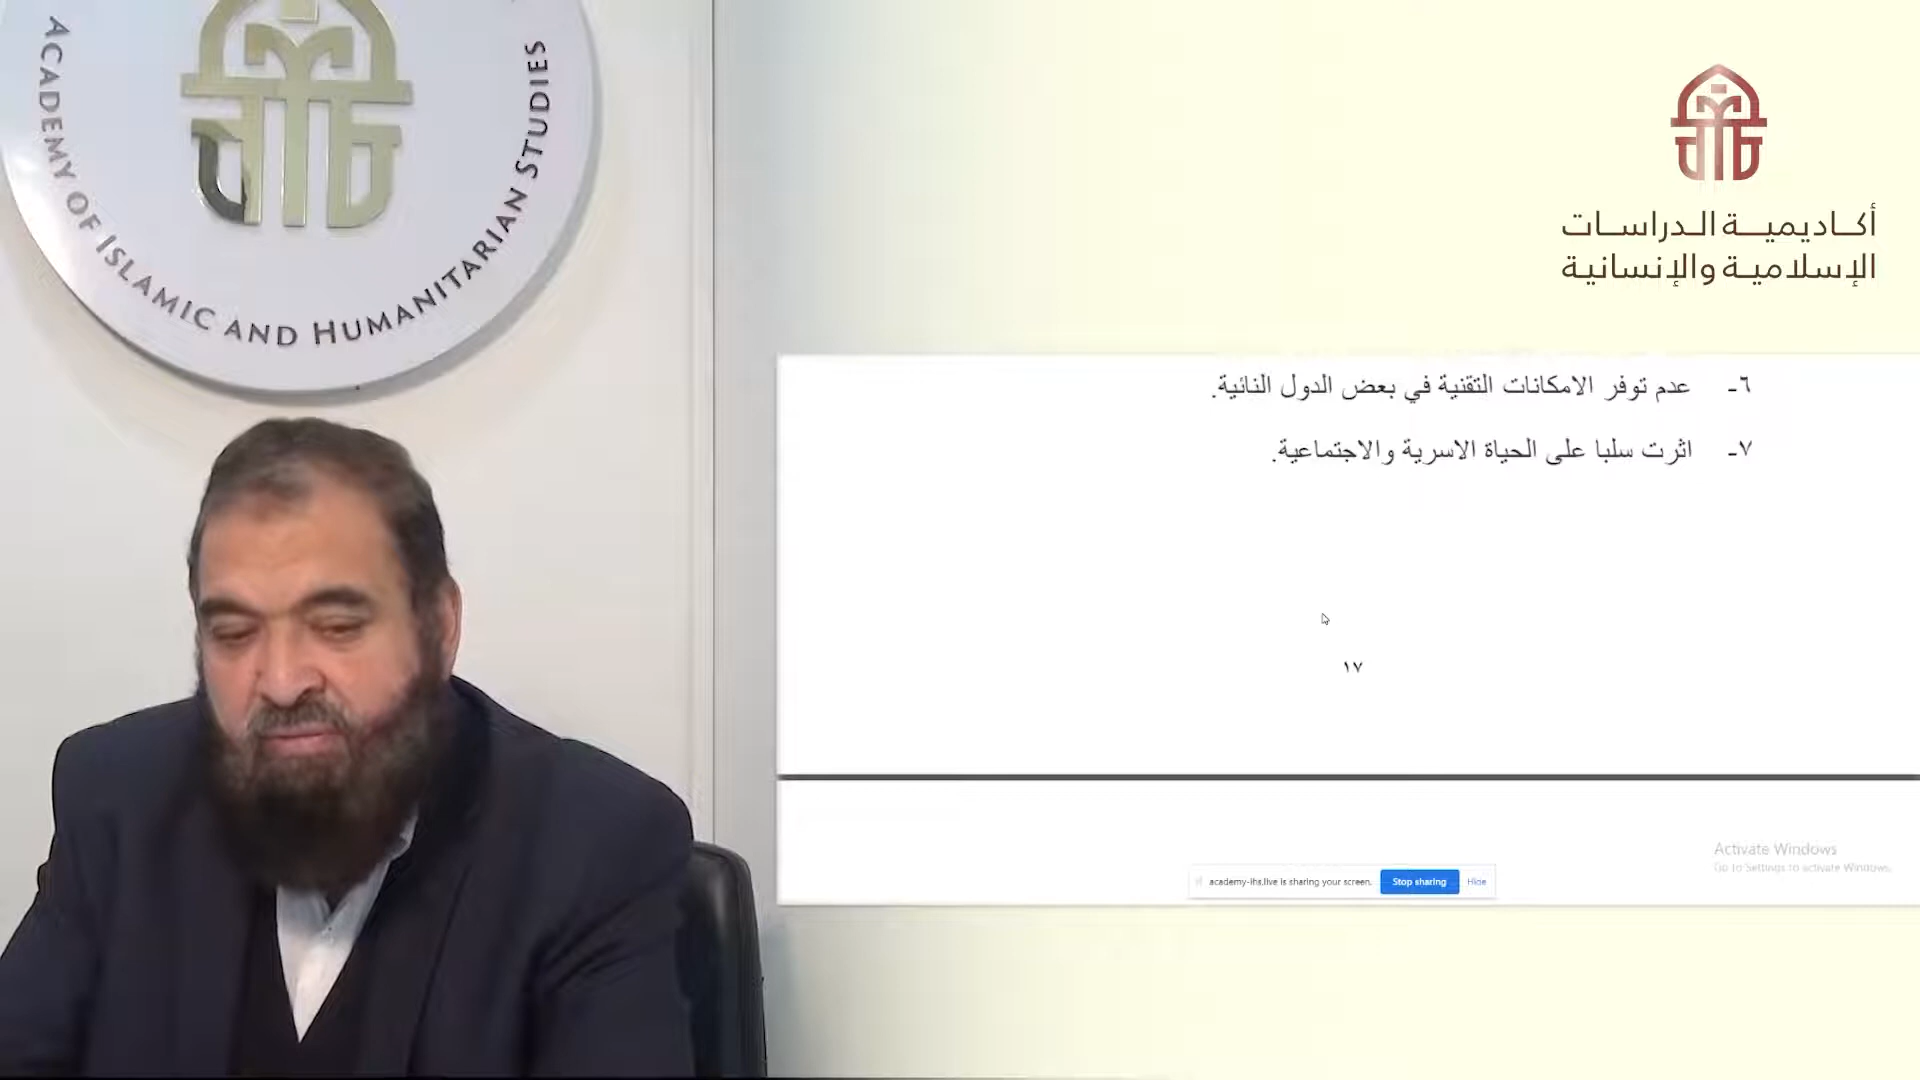 ACADEMY OF ISLAMIC AND HUMANITARIAN STUDIES
أكاديمية الدراسات
الإسلامية والإنسانية
٦- عدم توفر الامكانات التقنية في بعض الدول النائية.
٧- اثرت سلبا على الحياة الاسرية والاجتماعية.
١٧
Activate Windows
Go to Settings to activate Windows.
academy-ihs.live is sharing your screen. Stop sharing Hide